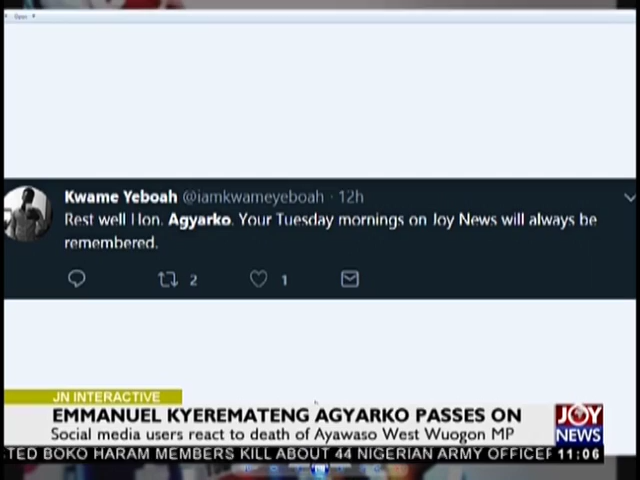 Open
Kwame Yeboah @iamkwameyeboah · 12h
Rest well Hon. Agyarko. Your Tuesday mornings on Joy News will always be
remembered.
2 1
JN INTERACTIVE
EMMANUEL KYEREMATENG AGYARKO PASSES ON
Social media users react to death of Ayawaso West Wuogon MP
JOY
NEWS
TED BOKO HARAM MEMBERS KILL ABOUT 44 NIGERIAN ARMY OFFICER 11:06